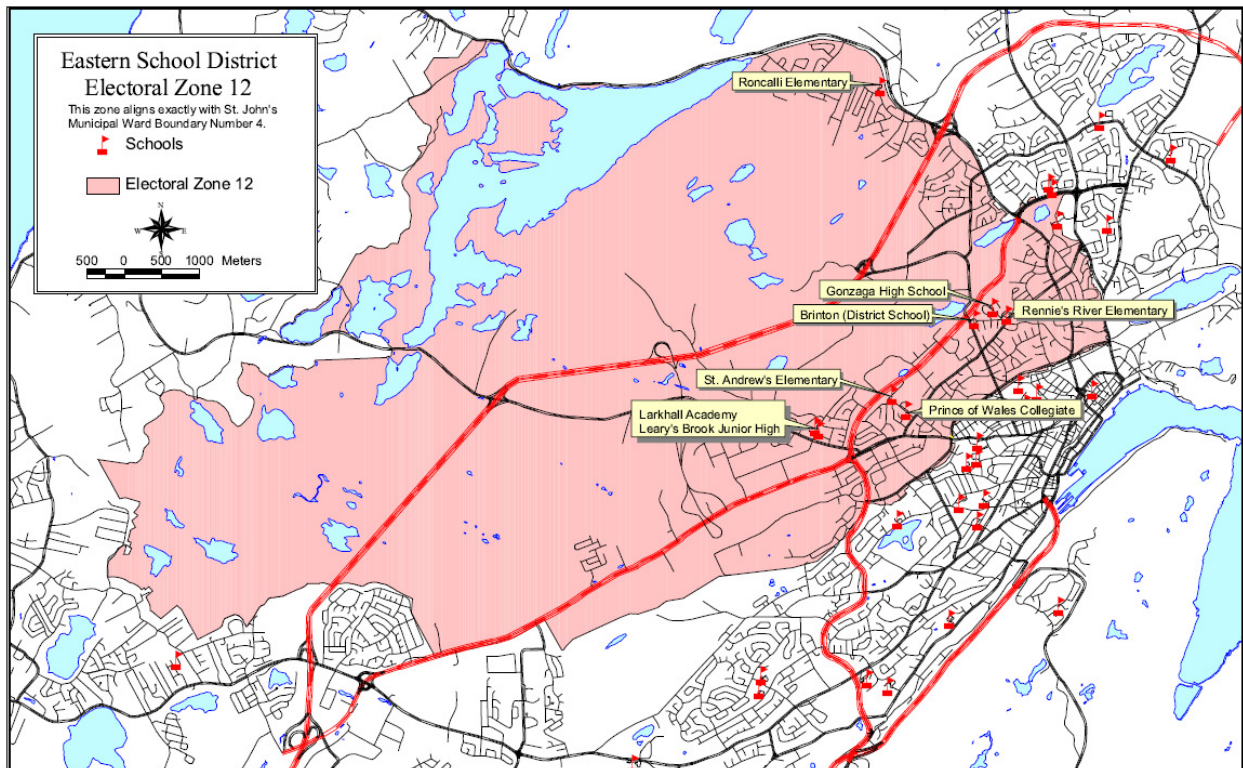 Eastern School District
Electoral Zone 12
This zone aligns exactly with St. John's
Municipal Ward Boundary Number 4.
Schools
Electoral Zone 12
N
W
E
S
500 0 500 1000 Meters
Roncalli Elementary
Gonzaga High School
Brinton (District School)
Rennie's River Elementary
St. Andrew's Elementary
Prince of Wales Collegiate
Larkhall Academy
Leary's Brook Junior High